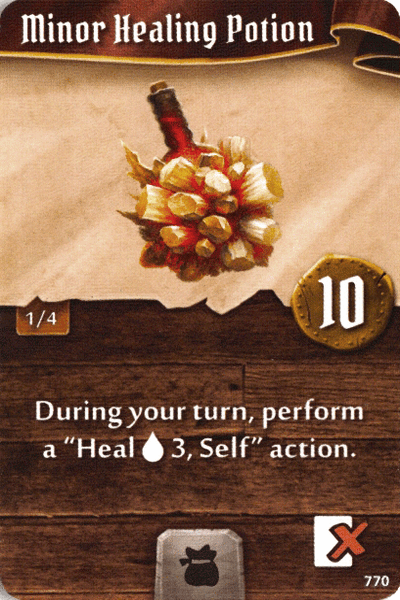 Minor Healing Potion
10
1/4
During your turn, perform
a “Heal 3, Self” action.
770